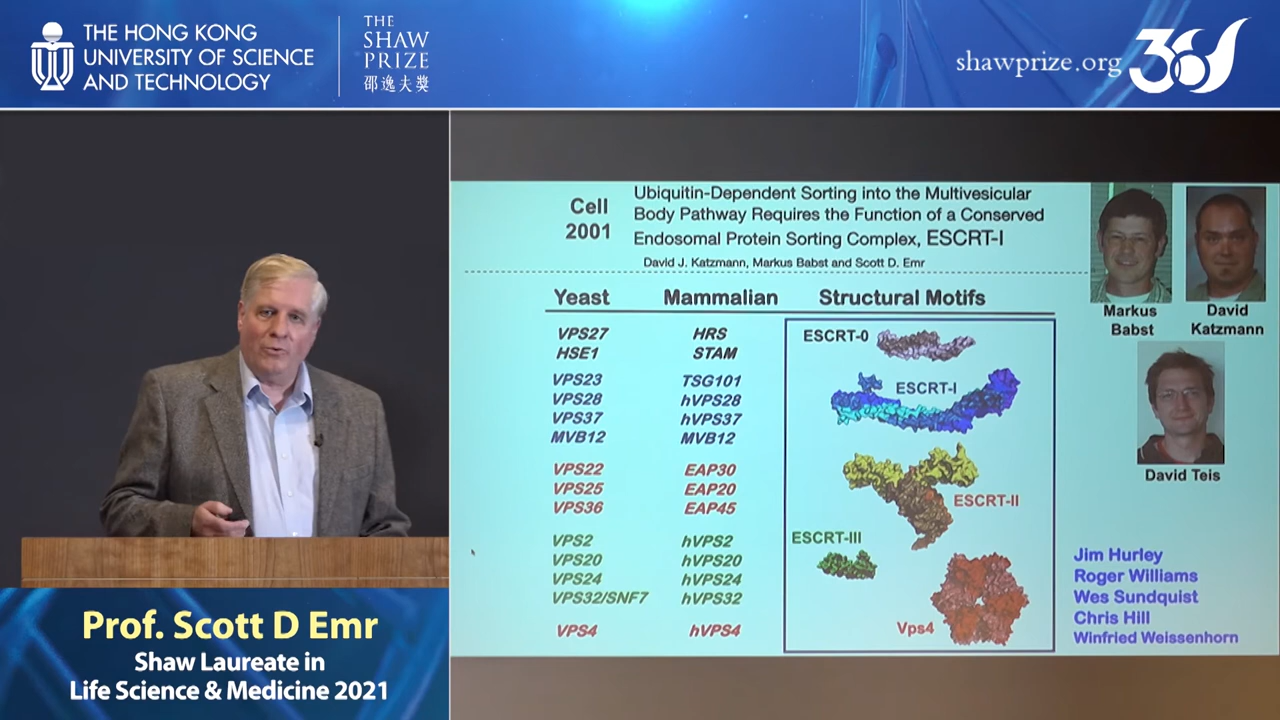 THE HONG KONG
UNIVERSITY OF SCIENCE
AND TECHNOLOGY
THE
SHAW
PRIZE
邵逸夫獎
shawprize.org
30
Cell
2001
Ubiquitin-Dependent Sorting into the Multivesicular
Body Pathway Requires the Function of a Conserved
Endosomal Protein Sorting Complex, ESCRT-I
David J. Katzmann, Markus Babst and Scott D. Emr
Markus
Babst
David
Katzmann
David Teis
Yeast Mammalian Structural Motifs
VPS27 HRS
HSE1 STAM
VPS23 TSG101
VPS28 hVPS28
VPS37 hVPS37
MVB12 MVB12
VPS22 EAP30
VPS25 EAP20
VPS36 EAP45
VPS2 hVPS2
VPS20 hVPS20
VPS24 hVPS24
VPS32/SNF7 hVPS32
VPS4 hVPS4
ESCRT-0
ESCRT-I
ESCRT-II
ESCRT-III
Vps4
Jim Hurley
Roger Williams
Wes Sundquist
Chris Hill
Winfried Weissenhorn
Prof. Scott D Emr
Shaw Laureate in
Life Science & Medicine 2021